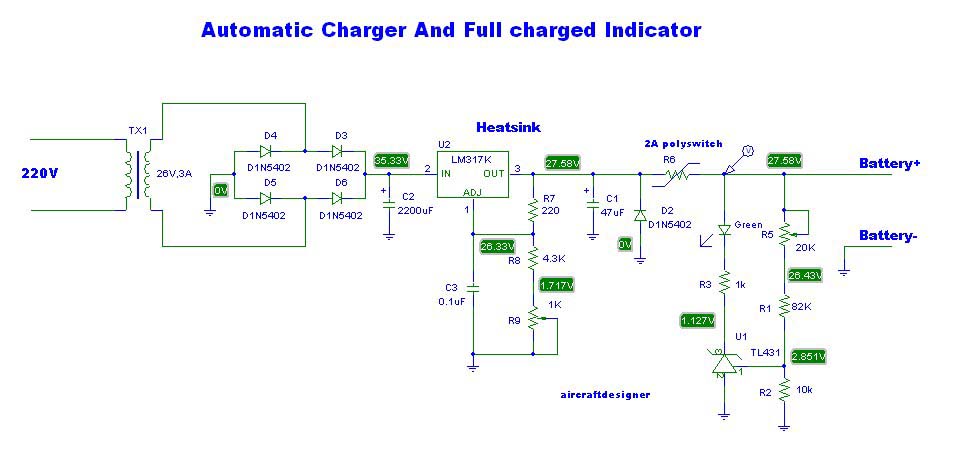 Automatic Charger And Full charged Indicator
Heatsink
TX1
220V
26V,3A
D4
D3
D1N5402
D1N5402
D5
D6
D1N5402
D1N5402
0V
35.33V
C2
2200uF
+
U2
LM317K
2
IN
OUT
3
ADJ
1
27.58V
R7
220
26.33V
R8
4.3K
1.717V
C3
0.1uF
1K
R9
+
C1
47uF
D2
D1N5402
0V
2A polyswitch
R6
V
27.58V
Battery+
Green
R5
20K
Battery-
26.43V
R3
1k
R1
82K
1.127V
U1
TL431
3
1
2
2.851V
R2
10k
aircraftdesigner